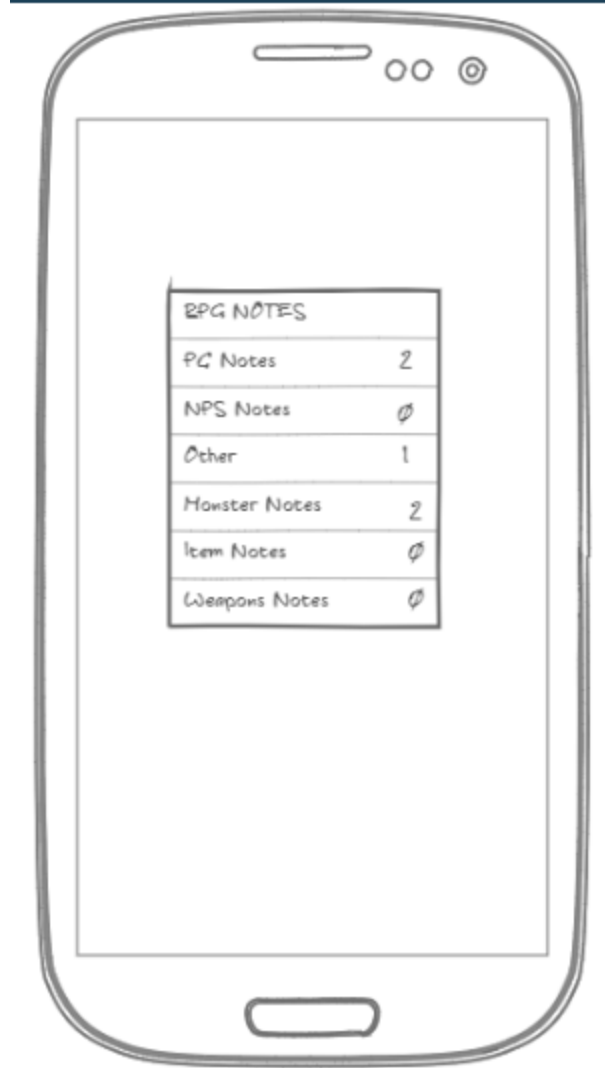 RPG NOTES
PC Notes 2
NPS Notes Ø
Other 1
Monster Notes 2
Item Notes Ø
Weapons Notes Ø